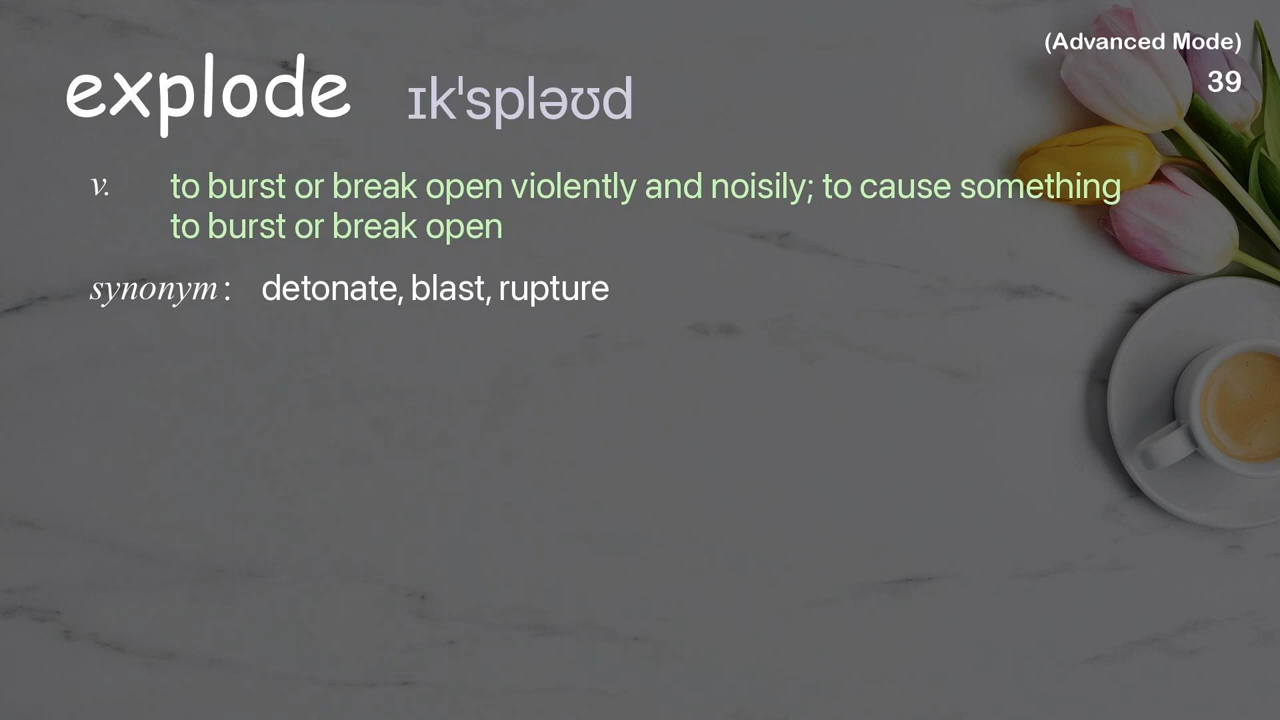 (Advanced Mode)
explode ɪkˈspləʊd
39
v. to burst or break open violently and noisily; to cause something
to burst or break open
synonym : detonate, blast, rupture